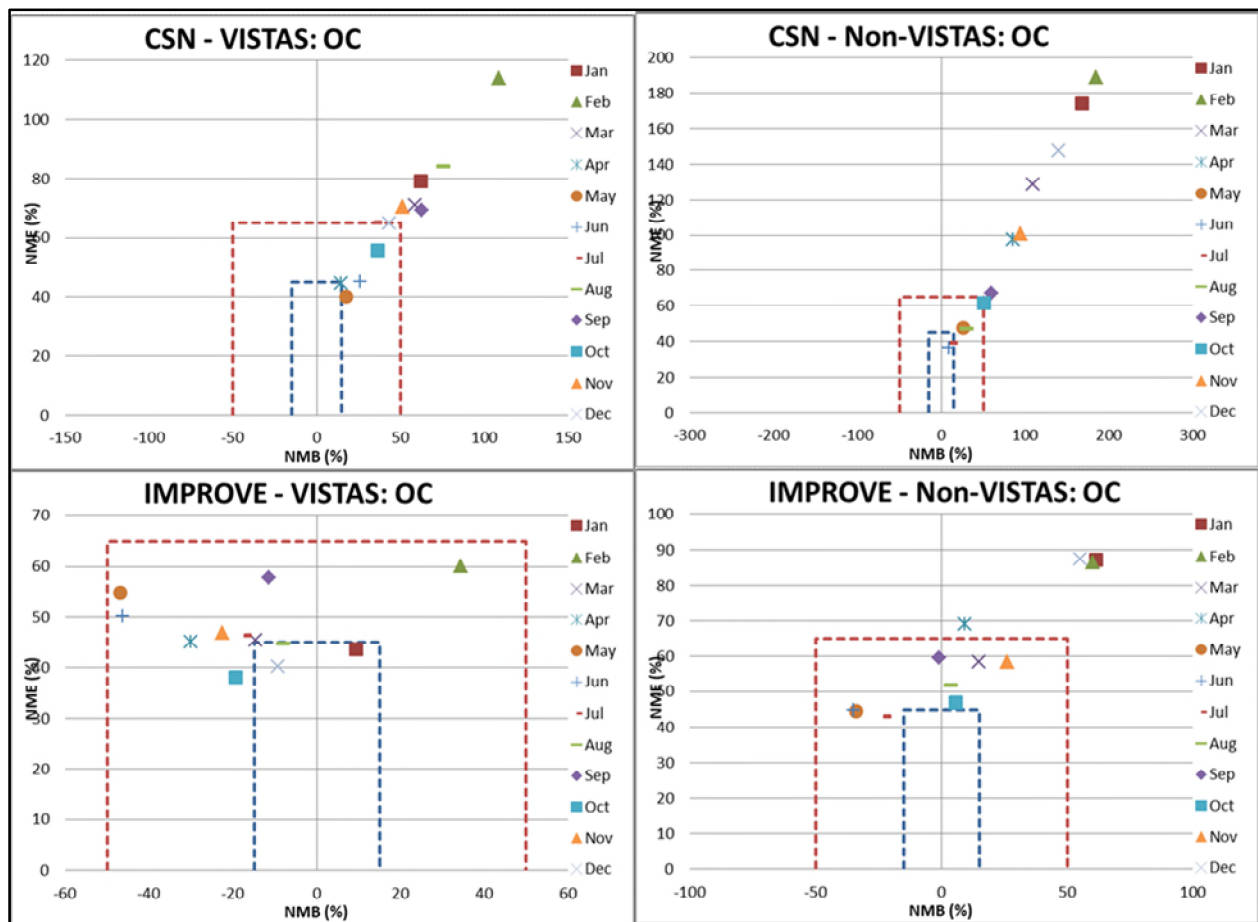 CSN - VISTAS: OC
120
100
80
60
40
20
0
NME (%)
-150 -100 -50 0 50 100 150
NMB (%)
Jan
Feb
Mar
Apr
May
Jun
Jul
Aug
Sep
Oct
Nov
Dec
CSN - Non-VISTAS: OC
200
180
160
140
120
100
80
60
40
20
0
NME (%)
-300 -200 -100 0 100 200 300
NMB (%)
Jan
Feb
Mar
Apr
May
Jun
Jul
Aug
Sep
Oct
Nov
Dec
IMPROVE - VISTAS: OC
70
60
50
40
30
20
10
0
NME (%)
-60 -40 -20 0 20 40 60
NMB (%)
Jan
Feb
Mar
Apr
May
Jun
Jul
Aug
Sep
Oct
Nov
Dec
IMPROVE - Non-VISTAS: OC
100
90
80
70
60
50
40
30
20
10
0
NME (%)
-100 -50 0 50 100
NMB (%)
Jan
Feb
Mar
Apr
May
Jun
Jul
Aug
Sep
Oct
Nov
Dec